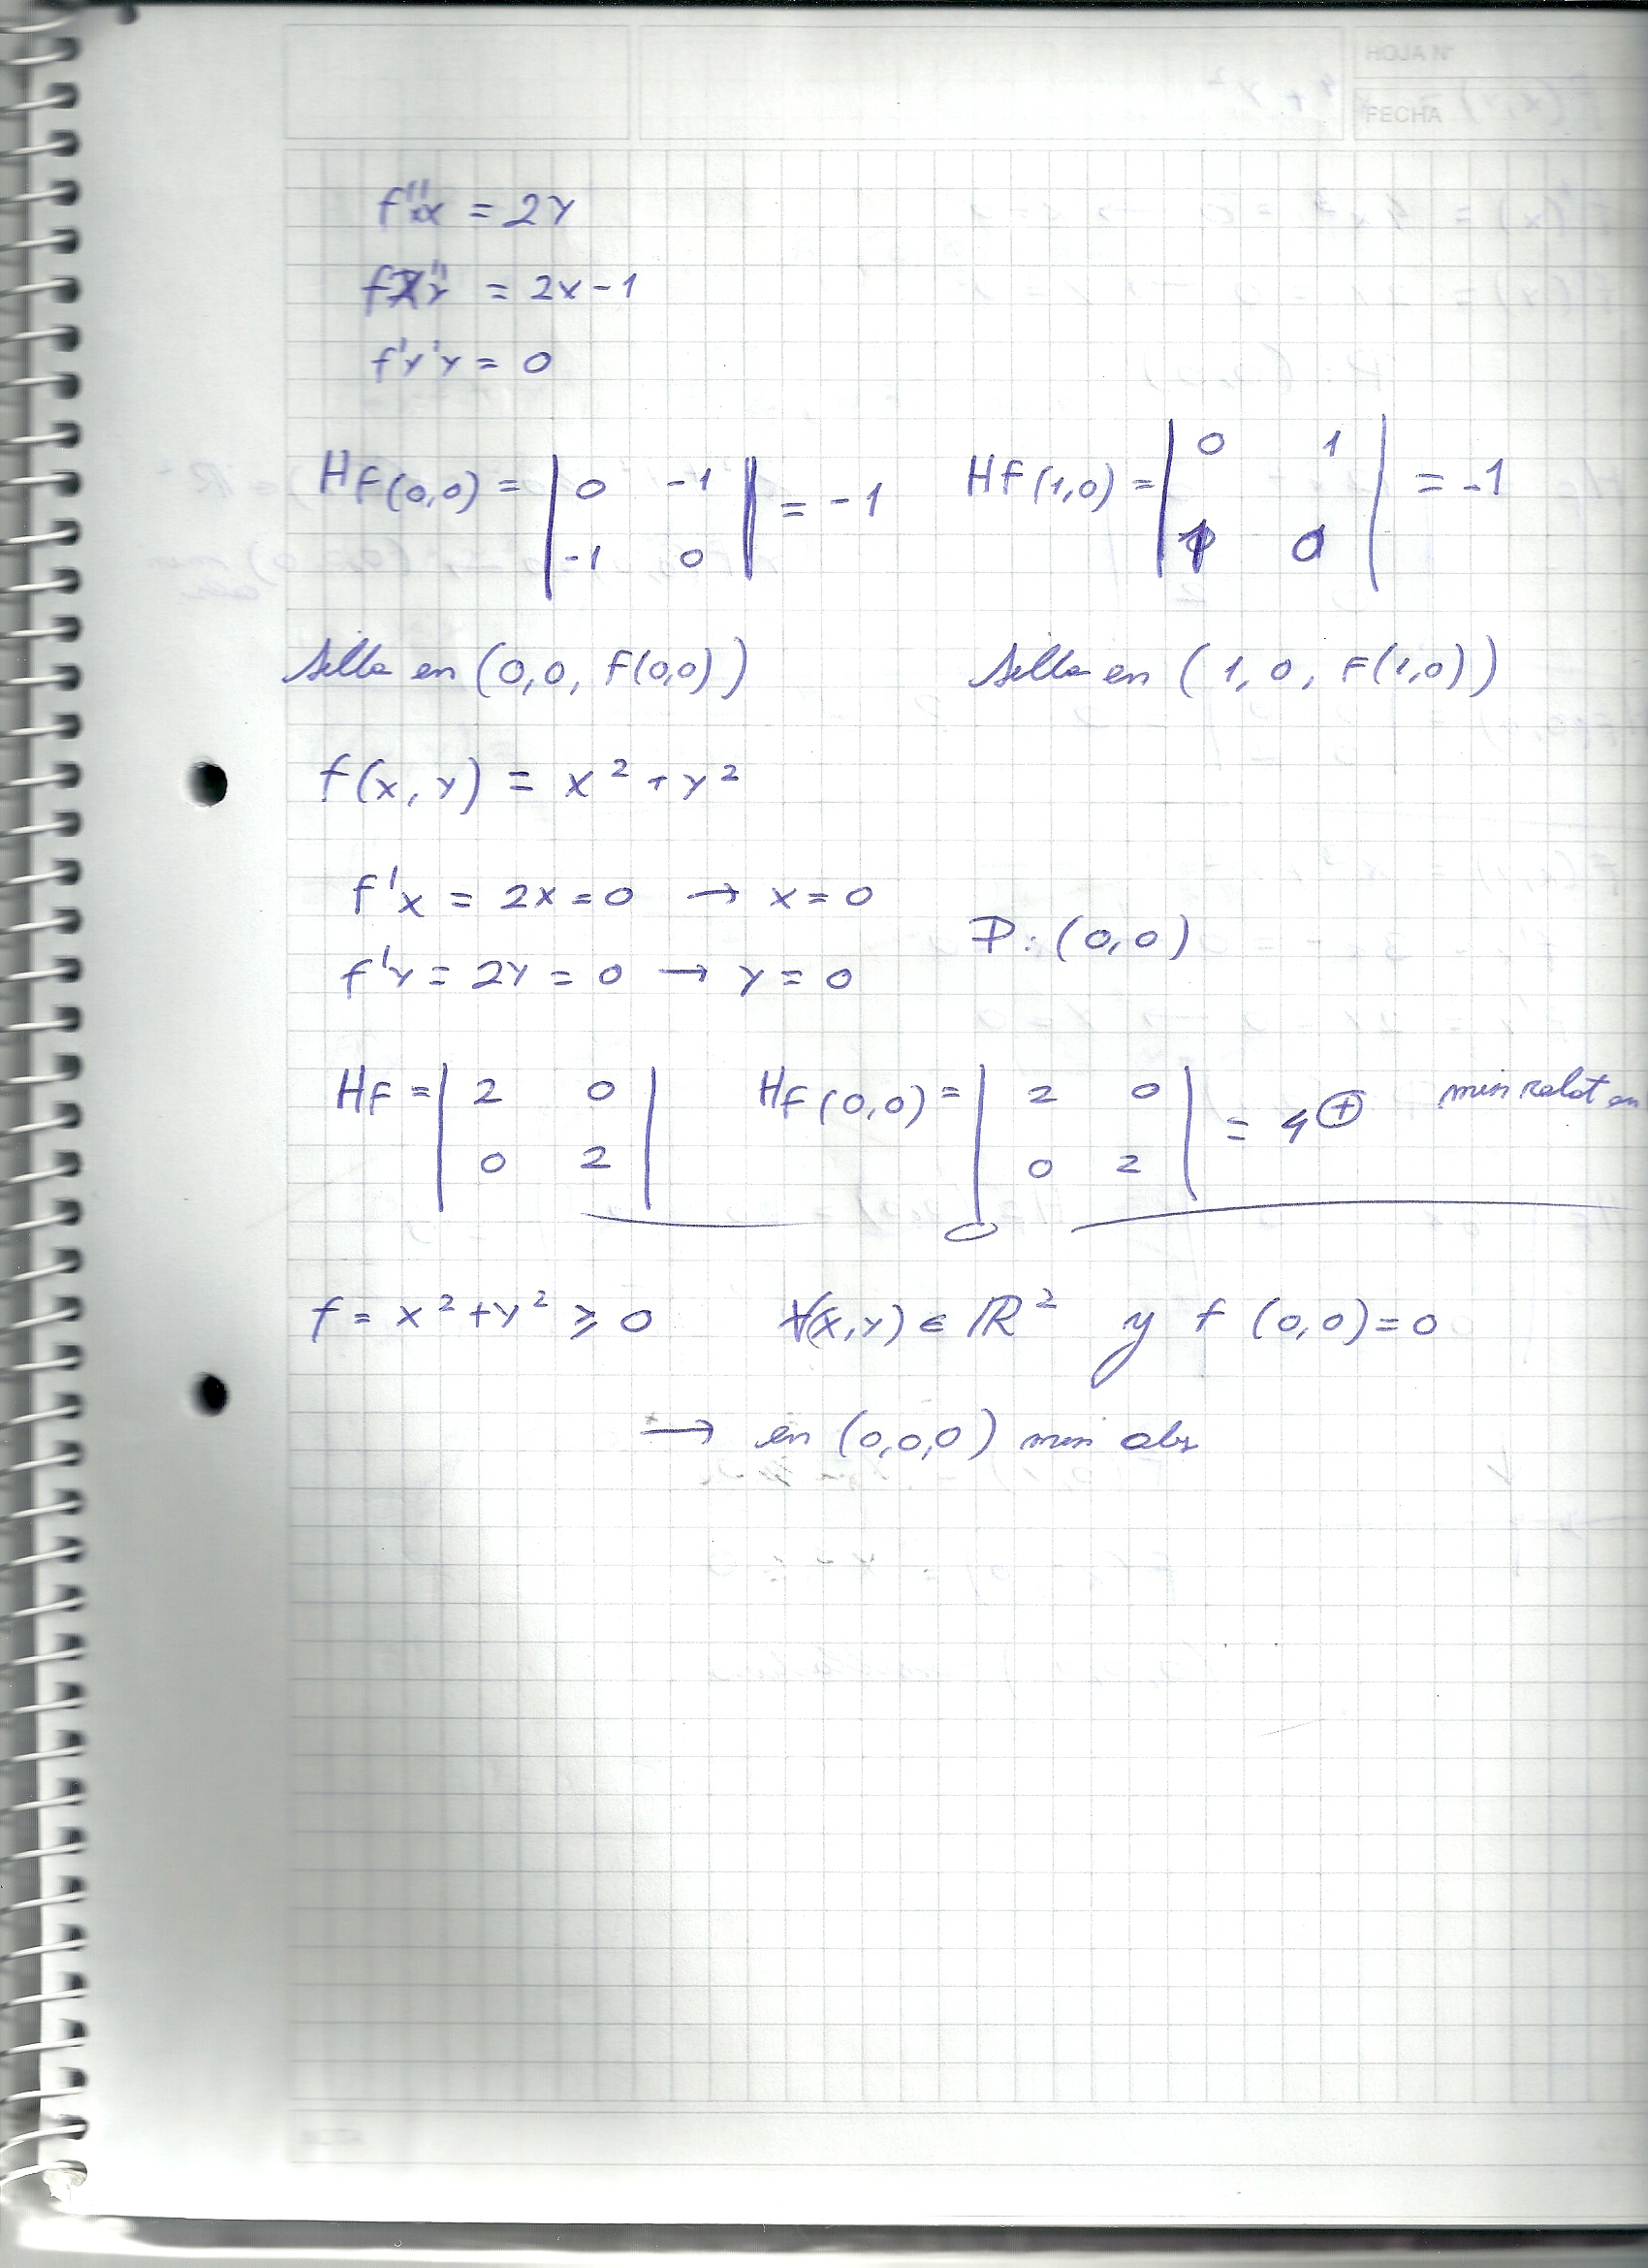 HOJA Nº
FECHA
f''xx = 2y
f''xy = 2x-1
f'y'y = 0
Hf(0,0) = | 0 -1 | = -1 Hf(1,0) = | 0 1 | = -1
| -1 0 | | 1 0 |
Silla en (0,0, f(0,0)) Silla en (1,0, f(1,0))
f(x,y) = x² + y²
f'x = 2x = 0 → x = 0
P: (0,0)
f'y = 2y = 0 → y = 0
Hf = | 2 0 | Hf(0,0) = | 2 0 | = 4 ⊕ min relat en
| 0 2 | | 0 2 |
f = x² + y² ≥ 0 ∀(x,y) ∈ ℝ² y f(0,0) = 0
→ en (0,0,0) min abs